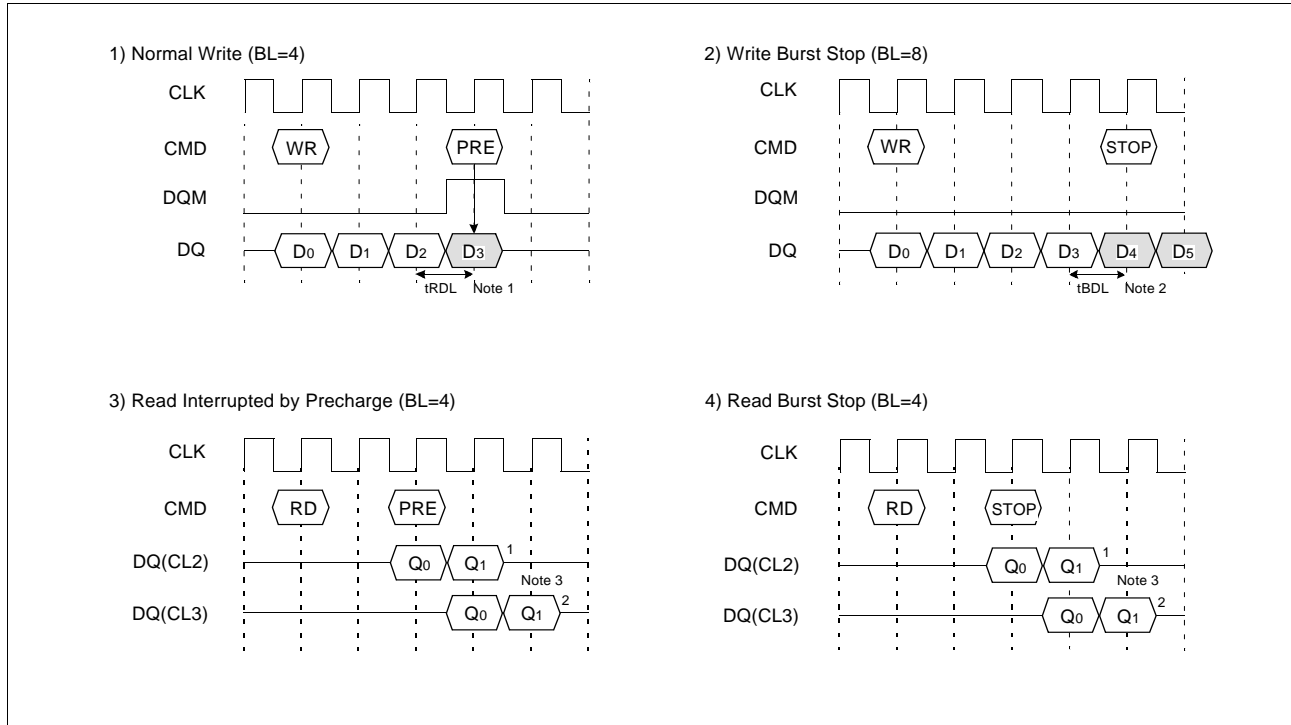 1) Normal Write (BL=4)
CLK
CMD
WR
PRE
DQM
DQ
D0
D1
D2
D3
tRDL
Note 1
2) Write Burst Stop (BL=8)
CLK
CMD
WR
STOP
DQM
DQ
D0
D1
D2
D3
D4
D5
tBDL
Note 2
3) Read Interrupted by Precharge (BL=4)
CLK
CMD
RD
PRE
DQ(CL2)
Q0
Q1
1
Note 3
DQ(CL3)
Q0
Q1
2
4) Read Burst Stop (BL=4)
CLK
CMD
RD
STOP
DQ(CL2)
Q0
Q1
1
Note 3
DQ(CL3)
Q0
Q1
2